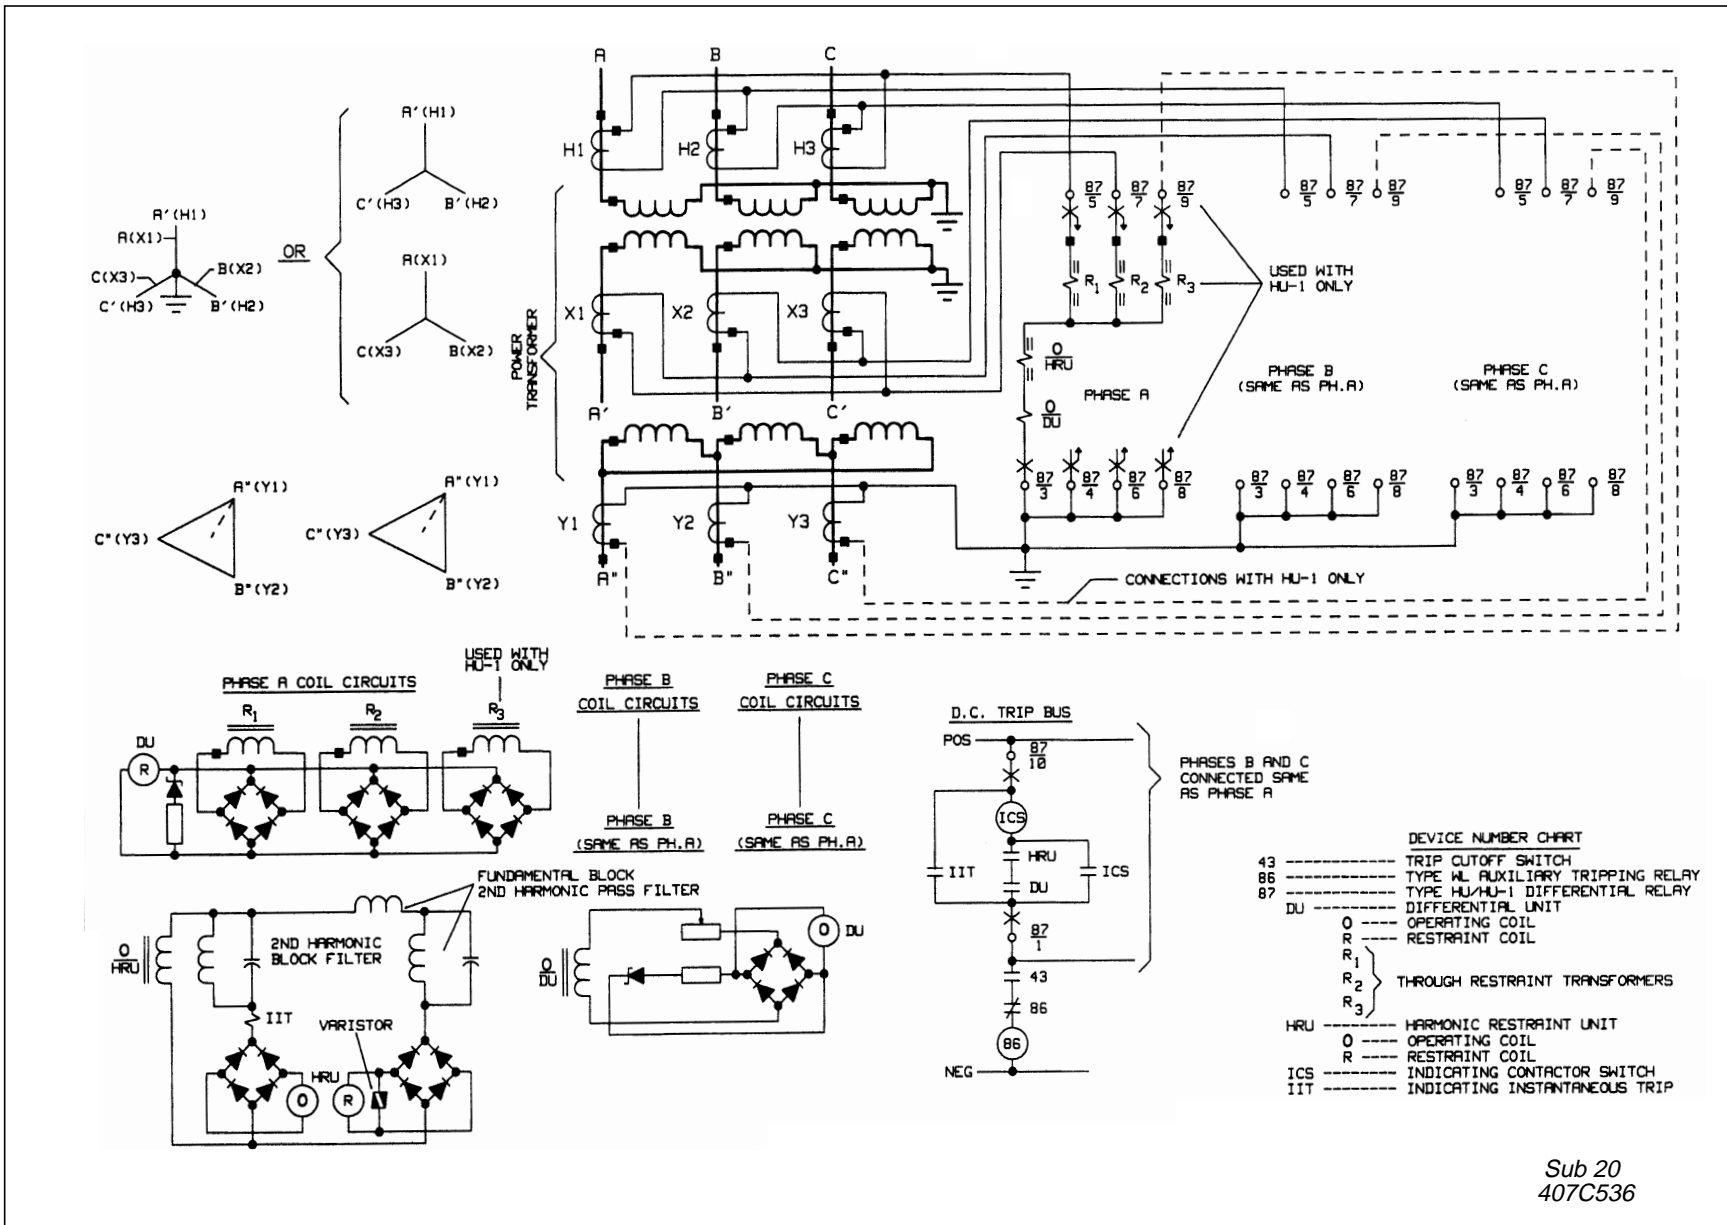 A B C
A'(H1)
C'(H3) B'(H2)
OR
A'(H1)
A(X1)
C(X3) B(X2)
C'(H3) B'(H2)
A(X1)
C(X3) B(X2)
H1 H2 H3
X1 X2 X3
POWER
TRANSFORMER
A' B' C'
Y1 Y2 Y3
A" B" C"
A"(Y1)
C"(Y3)
B"(Y2)
A"(Y1)
C"(Y3)
B"(Y2)
87/5 87/7 87/9
87/5 87/7 87/9
87/5 87/7 87/9
R1 R2 R3
USED WITH
HU-1 ONLY
O/HRU
O/DU
PHASE A
PHASE B
(SAME AS PH.A)
PHASE C
(SAME AS PH.A)
87/3 87/4 87/6 87/8
87/3 87/4 87/6 87/8
87/3 87/4 87/6 87/8
CONNECTIONS WITH HU-1 ONLY
PHASE A COIL CIRCUITS
USED WITH
HU-1 ONLY
R1 R2 R3
DU
R
PHASE B
COIL CIRCUITS
PHASE B
(SAME AS PH.A)
PHASE C
COIL CIRCUITS
PHASE C
(SAME AS PH.A)
FUNDAMENTAL BLOCK
2ND HARMONIC PASS FILTER
2ND HARMONIC
BLOCK FILTER
O/HRU
IIT
VARISTOR
HRU
O R
O/DU
O DU
D.C. TRIP BUS
POS
87/10
ICS
HRU
IIT
ICS
DU
87/1
43
86
86
NEG
PHASES B AND C
CONNECTED SAME
AS PHASE A
DEVICE NUMBER CHART
43 ----------- TRIP CUTOFF SWITCH
86 ----------- TYPE WL AUXILIARY TRIPPING RELAY
87 ----------- TYPE HU/HU-1 DIFFERENTIAL RELAY
DU --------- DIFFERENTIAL UNIT
O ---- OPERATING COIL
R ---- RESTRAINT COIL
R1
R2 THROUGH RESTRAINT TRANSFORMERS
R3
HRU -------- HARMONIC RESTRAINT UNIT
O ---- OPERATING COIL
R ---- RESTRAINT COIL
ICS -------- INDICATING CONTACTOR SWITCH
IIT -------- INDICATING INSTANTANEOUS TRIP
Sub 20
407C536